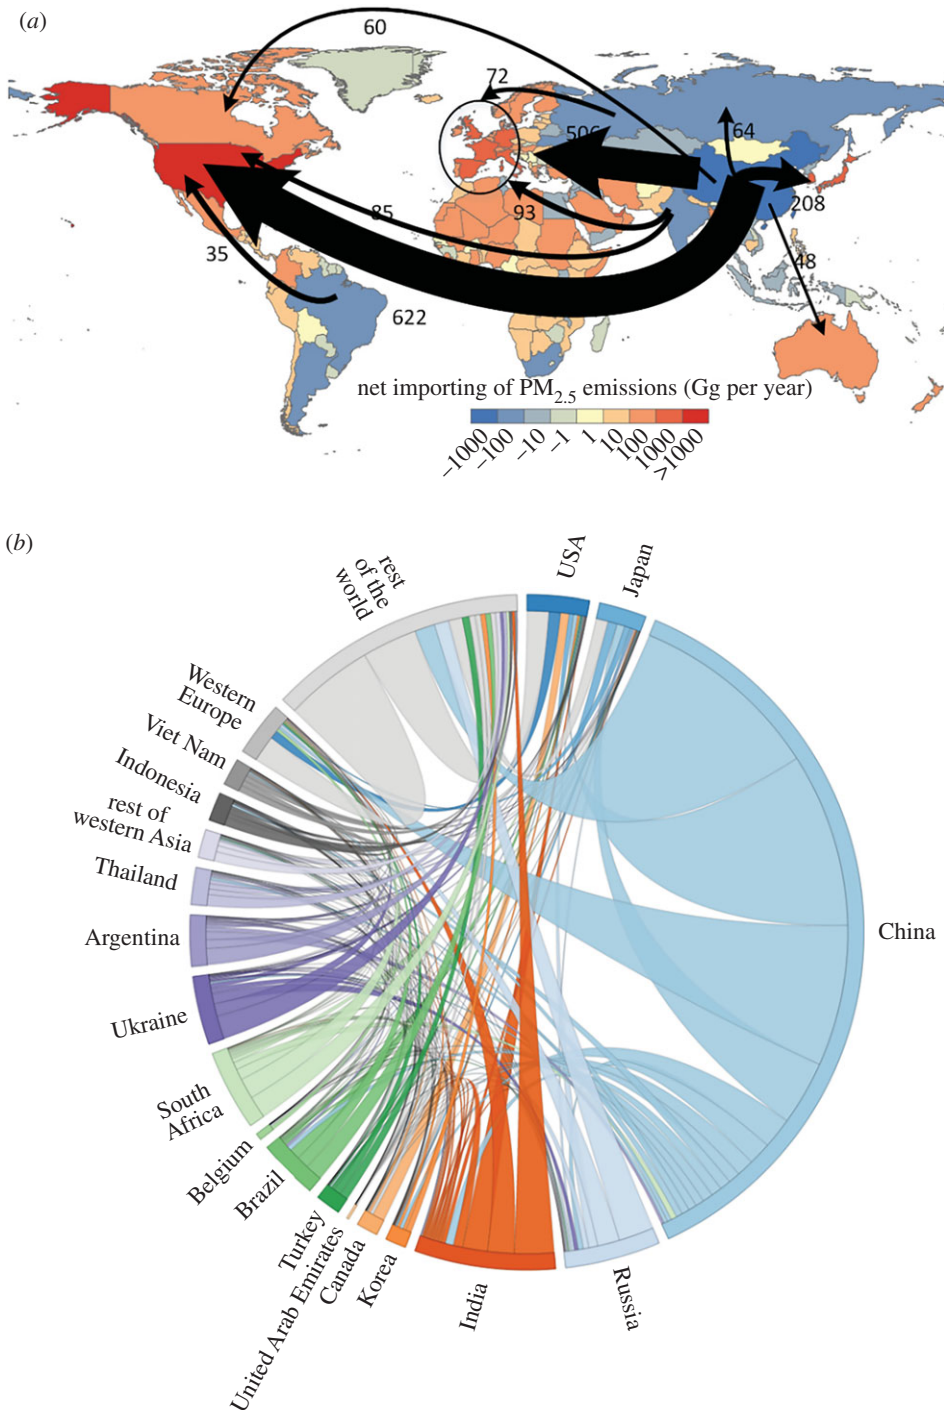 (a)
60
72
506
64
208
93
85
48
35
622
net importing of PM2.5 emissions (Gg per year)
–1000
–100
–10
–1
1
10
100
1000
>1000
(b)
rest
of the
world
USA
Japan
Western
Europe
Viet Nam
Indonesia
rest of
western Asia
Thailand
Argentina
China
Ukraine
South
Africa
Belgium
Brazil
Turkey
United Arab Emirates
Canada
Korea
India
Russia